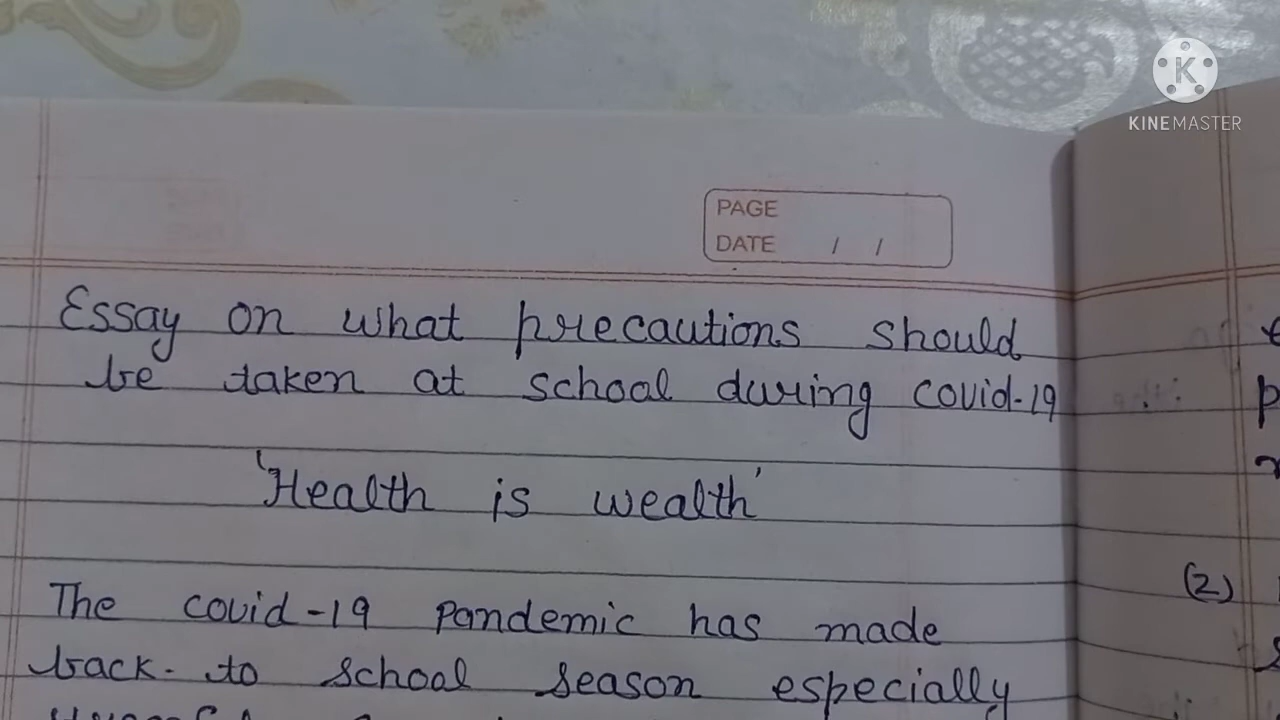 KINEMASTER
PAGE
DATE / /
Essay on what precautions should
be taken at school during covid-19
'Health is wealth'
The covid-19 pandemic has made
back-to school season especially
(2)